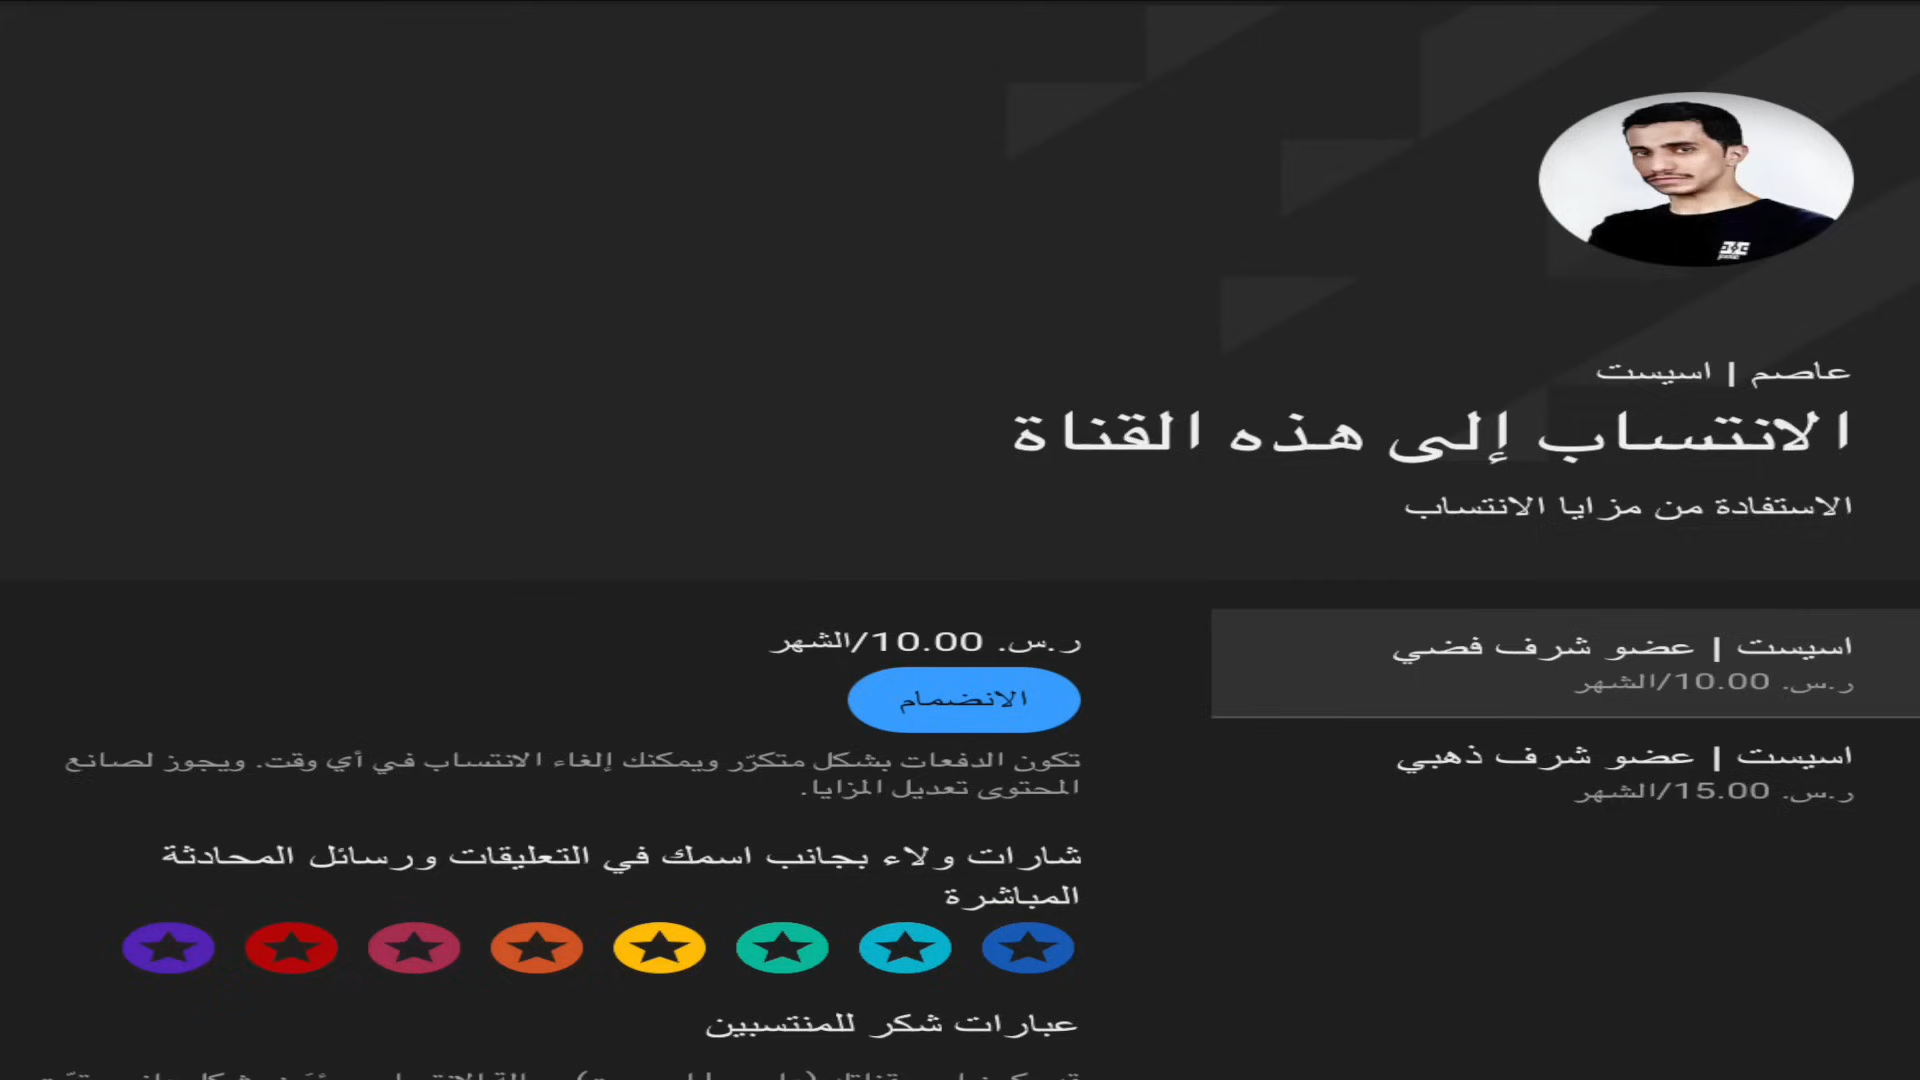 عاصم | اسيست
الانتساب إلى هذه القناة
الاستفادة من مزايا الانتساب
اسيست | عضو شرف فضي
ر.س. 10.00/الشهر
اسيست | عضو شرف ذهبي
ر.س. 15.00/الشهر
ر.س. 10.00/الشهر
الانضمام
تكون الدفعات بشكل متكرّر ويمكنك إلغاء الانتساب في أي وقت. ويجوز لصانع
المحتوى تعديل المزايا.
شارات ولاء بجانب اسمك في التعليقات ورسائل المحادثة
المباشرة
عبارات شكر للمنتسبين